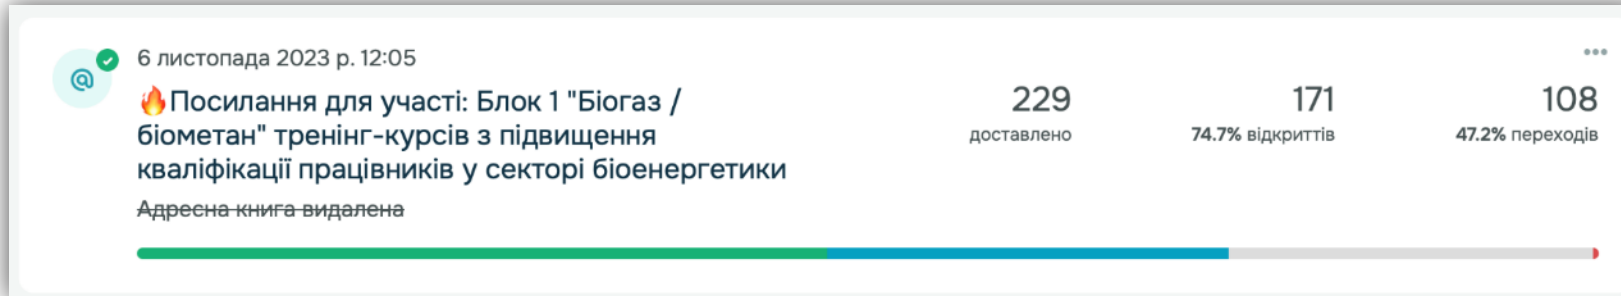 6 листопада 2023 р. 12:05
🔥Посилання для участі: Блок 1 "Біогаз /
біометан" тренінг-курсів з підвищення
кваліфікації працівників у секторі біоенергетики
Адресна книга видалена
229
доставлено
171
74.7% відкриттів
108
47.2% переходів